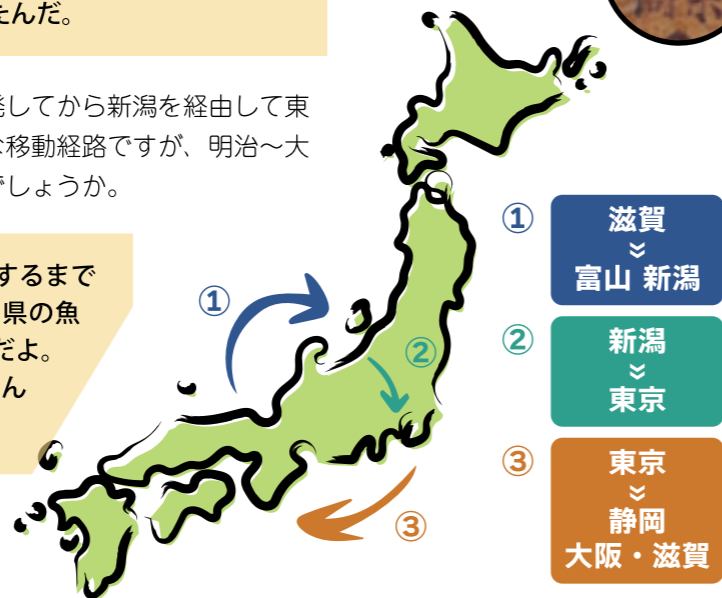 たんだ。
発してから新潟を経由して東
な移動経路ですが、明治〜大
でしょうか。
するまで
県の魚
だよ。
ん
①
②
③
①
滋賀
富山 新潟
②
新潟
東京
③
東京
静岡
大阪・滋賀